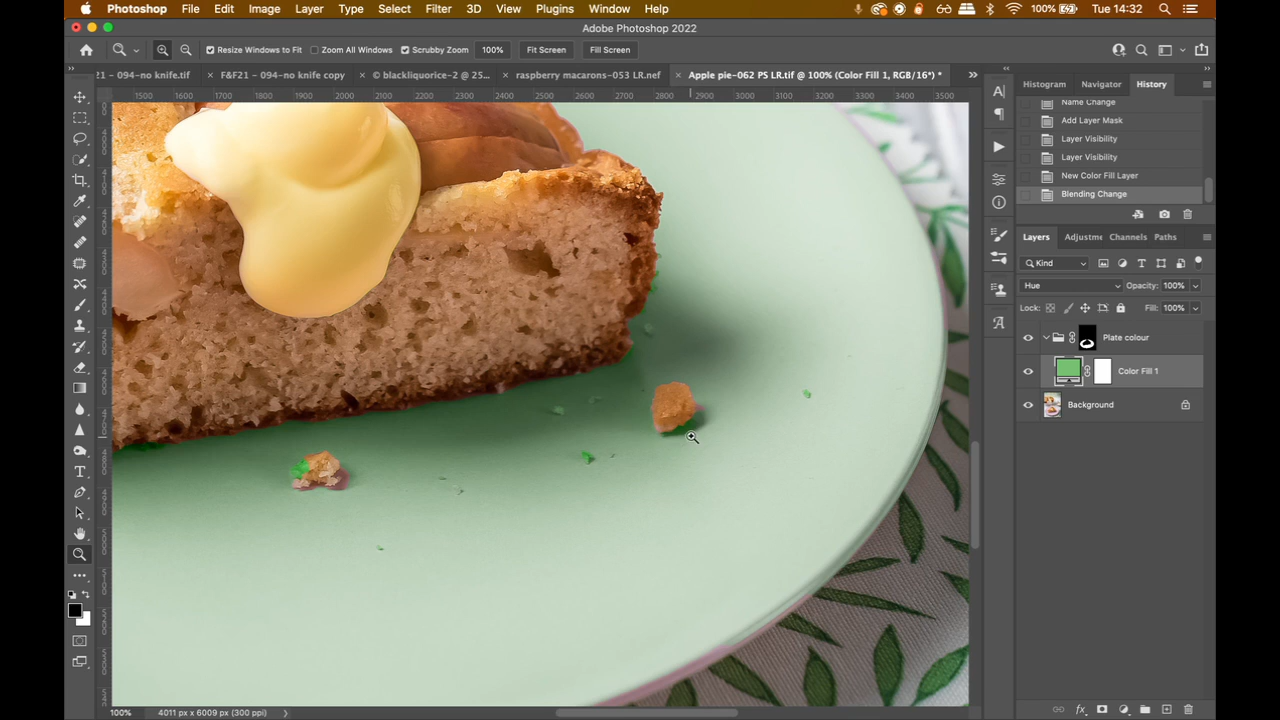 Photoshop File Edit Image Layer Type Select Filter 3D View Plugins Window Help 100% Tue 14:32
Adobe Photoshop 2022
Resize Windows to Fit Zoom All Windows Scrubby Zoom 100% Fit Screen Fill Screen
21 - 094-no knife.tif × F&F21 - 094-no knife copy × © blackliquorice-2 @ 25... × raspberry macarons-053 LR.nef × Apple pie-062 PS LR.tif @ 100% (Color Fill 1, RGB/16*) *
1500 1600 1700 1800 1900 2000 2100 2200 2300 2400 2500 2600 2700 2800 2900 3000 3100 3200 3300 3400 3500
Histogram Navigator History
Name Change
Add Layer Mask
Layer Visibility
Layer Visibility
New Color Fill Layer
Blending Change
Layers Adjustme Channels Paths
Kind
Hue Opacity: 100%
Lock: Fill: 100%
Plate colour
Color Fill 1
Background
100% 4011 px x 6009 px (300 ppi)